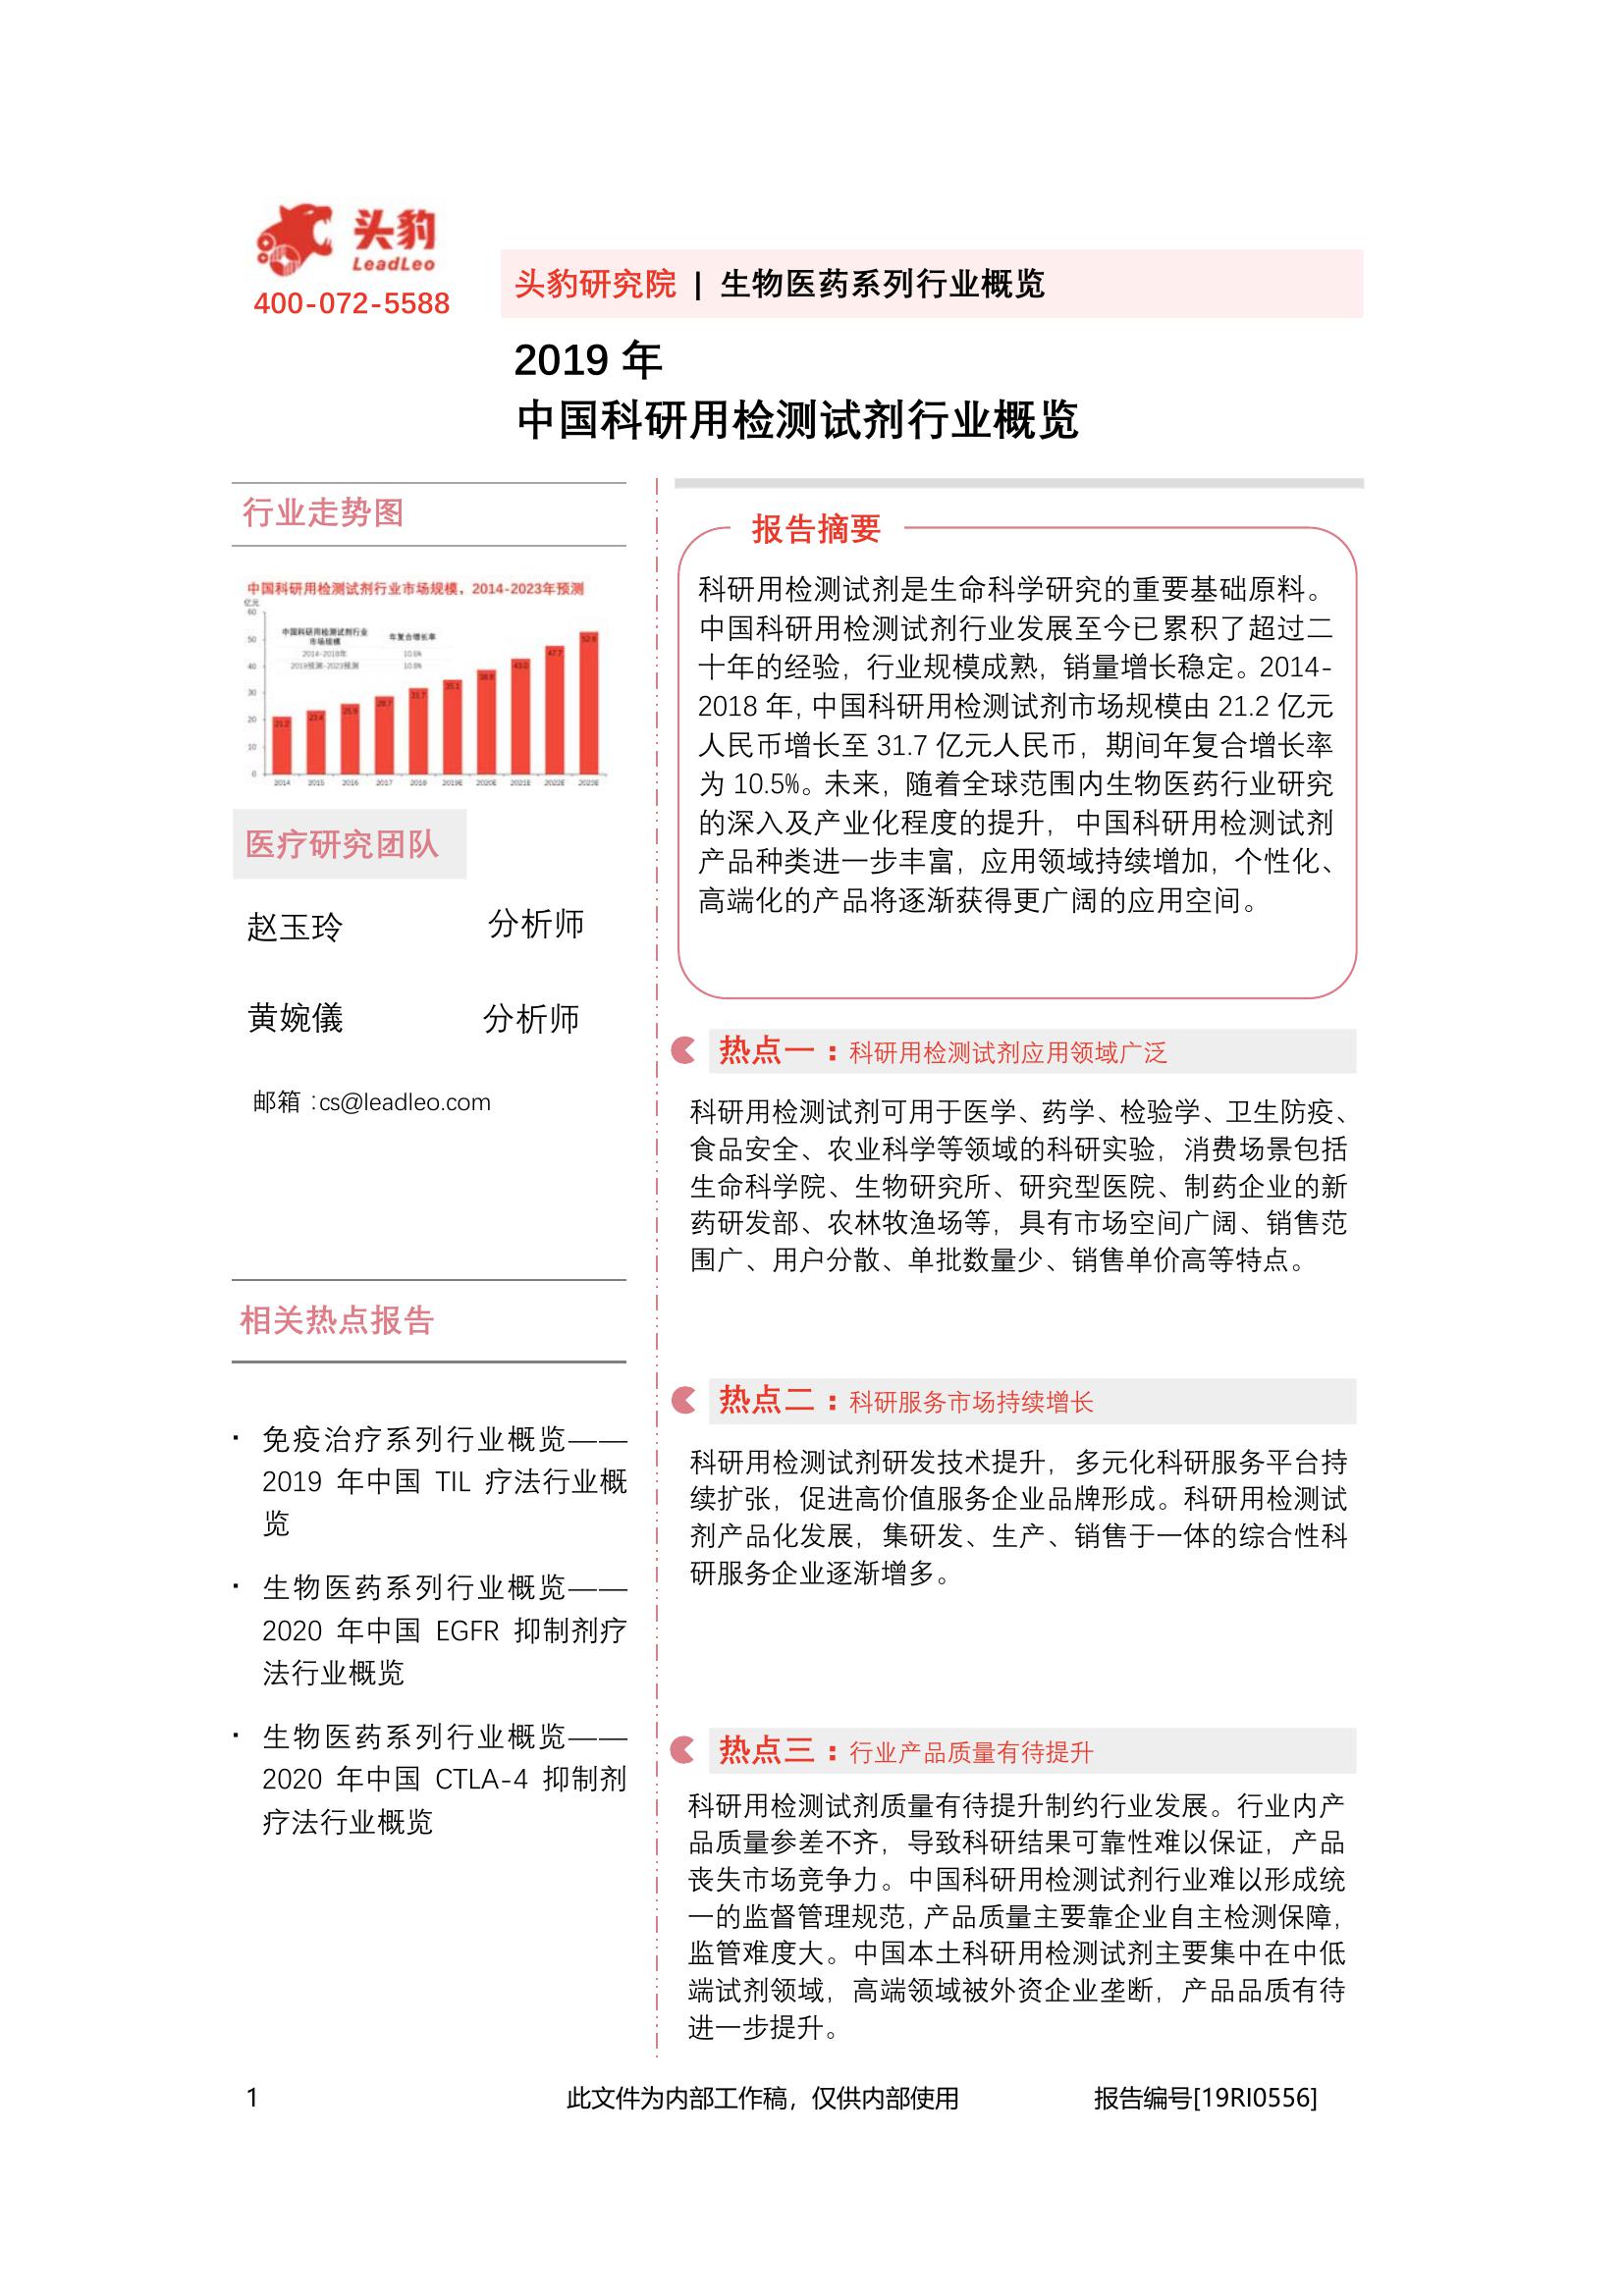 头豹
LeadLeo
400-072-5588
头豹研究院 | 生物医药系列行业概览
2019 年
中国科研用检测试剂行业概览
行业走势图
中国科研用检测试剂行业市场规模，2014-2023年预测
亿元
60
50
40
30
20
10
0
中国科研用检测试剂行业
市场规模
年复合增长率
2014-2018年 10.6%
2019预测-2023预测 10.8%
21.2 23.4 25.9 28.7 31.7 35.1 38.9 43.0 47.7 52.8
2014 2015 2016 2017 2018 2019E 2020E 2021E 2022E 2023E
医疗研究团队
赵玉玲 分析师
黄婉儀 分析师
邮箱：cs@leadleo.com
相关热点报告
· 免疫治疗系列行业概览——
2019 年中国 TIL 疗法行业概
览
· 生物医药系列行业概览——
2020 年中国 EGFR 抑制剂疗
法行业概览
· 生物医药系列行业概览——
2020 年中国 CTLA-4 抑制剂
疗法行业概览
报告摘要
科研用检测试剂是生命科学研究的重要基础原料。
中国科研用检测试剂行业发展至今已累积了超过二
十年的经验，行业规模成熟，销量增长稳定。2014-
2018 年，中国科研用检测试剂市场规模由 21.2 亿元
人民币增长至 31.7 亿元人民币，期间年复合增长率
为 10.5%。未来，随着全球范围内生物医药行业研究
的深入及产业化程度的提升，中国科研用检测试剂
产品种类进一步丰富，应用领域持续增加，个性化、
高端化的产品将逐渐获得更广阔的应用空间。
热点一：科研用检测试剂应用领域广泛
科研用检测试剂可用于医学、药学、检验学、卫生防疫、
食品安全、农业科学等领域的科研实验，消费场景包括
生命科学院、生物研究所、研究型医院、制药企业的新
药研发部、农林牧渔场等，具有市场空间广阔、销售范
围广、用户分散、单批数量少、销售单价高等特点。
热点二：科研服务市场持续增长
科研用检测试剂研发技术提升，多元化科研服务平台持
续扩张，促进高价值服务企业品牌形成。科研用检测试
剂产品化发展，集研发、生产、销售于一体的综合性科
研服务企业逐渐增多。
热点三：行业产品质量有待提升
科研用检测试剂质量有待提升制约行业发展。行业内产
品质量参差不齐，导致科研结果可靠性难以保证，产品
丧失市场竞争力。中国科研用检测试剂行业难以形成统
一的监督管理规范，产品质量主要靠企业自主检测保障，
监管难度大。中国本土科研用检测试剂主要集中在中低
端试剂领域，高端领域被外资企业垄断，产品品质有待
进一步提升。
1 此文件为内部工作稿，仅供内部使用 报告编号[19RI0556]